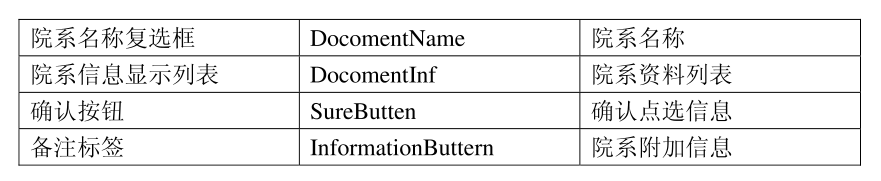 院系名称复选框 DocomentName 院系名称
院系信息显示列表 DocomentInf 院系资料列表
确认按钮 SureButten 确认点选信息
备注标签 InformationButtern 院系附加信息